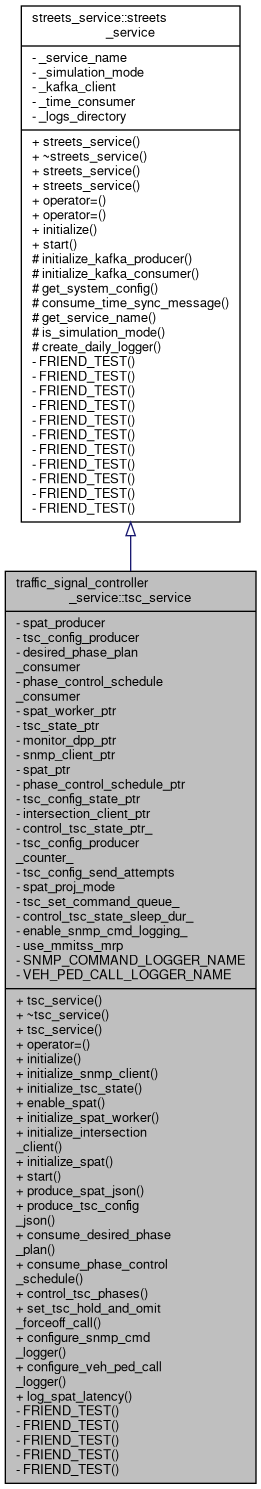 streets_service::streets
_service
- _service_name
- _simulation_mode
- _kafka_client
- _time_consumer
- _logs_directory
+ streets_service()
+ ~streets_service()
+ streets_service()
+ streets_service()
+ operator=()
+ operator=()
+ initialize()
+ start()
# initialize_kafka_producer()
# initialize_kafka_consumer()
# get_system_config()
# consume_time_sync_message()
# get_service_name()
# is_simulation_mode()
# create_daily_logger()
- FRIEND_TEST()
- FRIEND_TEST()
- FRIEND_TEST()
- FRIEND_TEST()
- FRIEND_TEST()
- FRIEND_TEST()
- FRIEND_TEST()
- FRIEND_TEST()
- FRIEND_TEST()
- FRIEND_TEST()
- FRIEND_TEST()
traffic_signal_controller
_service::tsc_service
- spat_producer
- tsc_config_producer
- desired_phase_plan
_consumer
- phase_control_schedule
_consumer
- spat_worker_ptr
- tsc_state_ptr
- monitor_dpp_ptr
- snmp_client_ptr
- spat_ptr
- phase_control_schedule_ptr
- tsc_config_state_ptr
- intersection_client_ptr
- control_tsc_state_ptr_
- tsc_config_producer
_counter_
- tsc_config_send_attempts
- spat_proj_mode
- tsc_set_command_queue_
- control_tsc_state_sleep_dur_
- enable_snmp_cmd_logging_
- use_mmitss_mrp
- SNMP_COMMAND_LOGGER_NAME
- VEH_PED_CALL_LOGGER_NAME
+ tsc_service()
+ ~tsc_service()
+ tsc_service()
+ operator=()
+ initialize()
+ initialize_snmp_client()
+ initialize_tsc_state()
+ enable_spat()
+ initialize_spat_worker()
+ initialize_intersection
_client()
+ initialize_spat()
+ start()
+ produce_spat_json()
+ produce_tsc_config
_json()
+ consume_desired_phase
_plan()
+ consume_phase_control
_schedule()
+ control_tsc_phases()
+ set_tsc_hold_and_omit
_forceoff_call()
+ configure_snmp_cmd
_logger()
+ configure_veh_ped_call
_logger()
+ log_spat_latency()
- FRIEND_TEST()
- FRIEND_TEST()
- FRIEND_TEST()
- FRIEND_TEST()
- FRIEND_TEST()